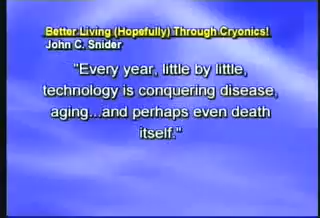 Better Living (Hopefully) Through Cryonics!
John C. Snider
"Every year, little by little,
technology is conquering disease,
aging...and perhaps even death
itself."